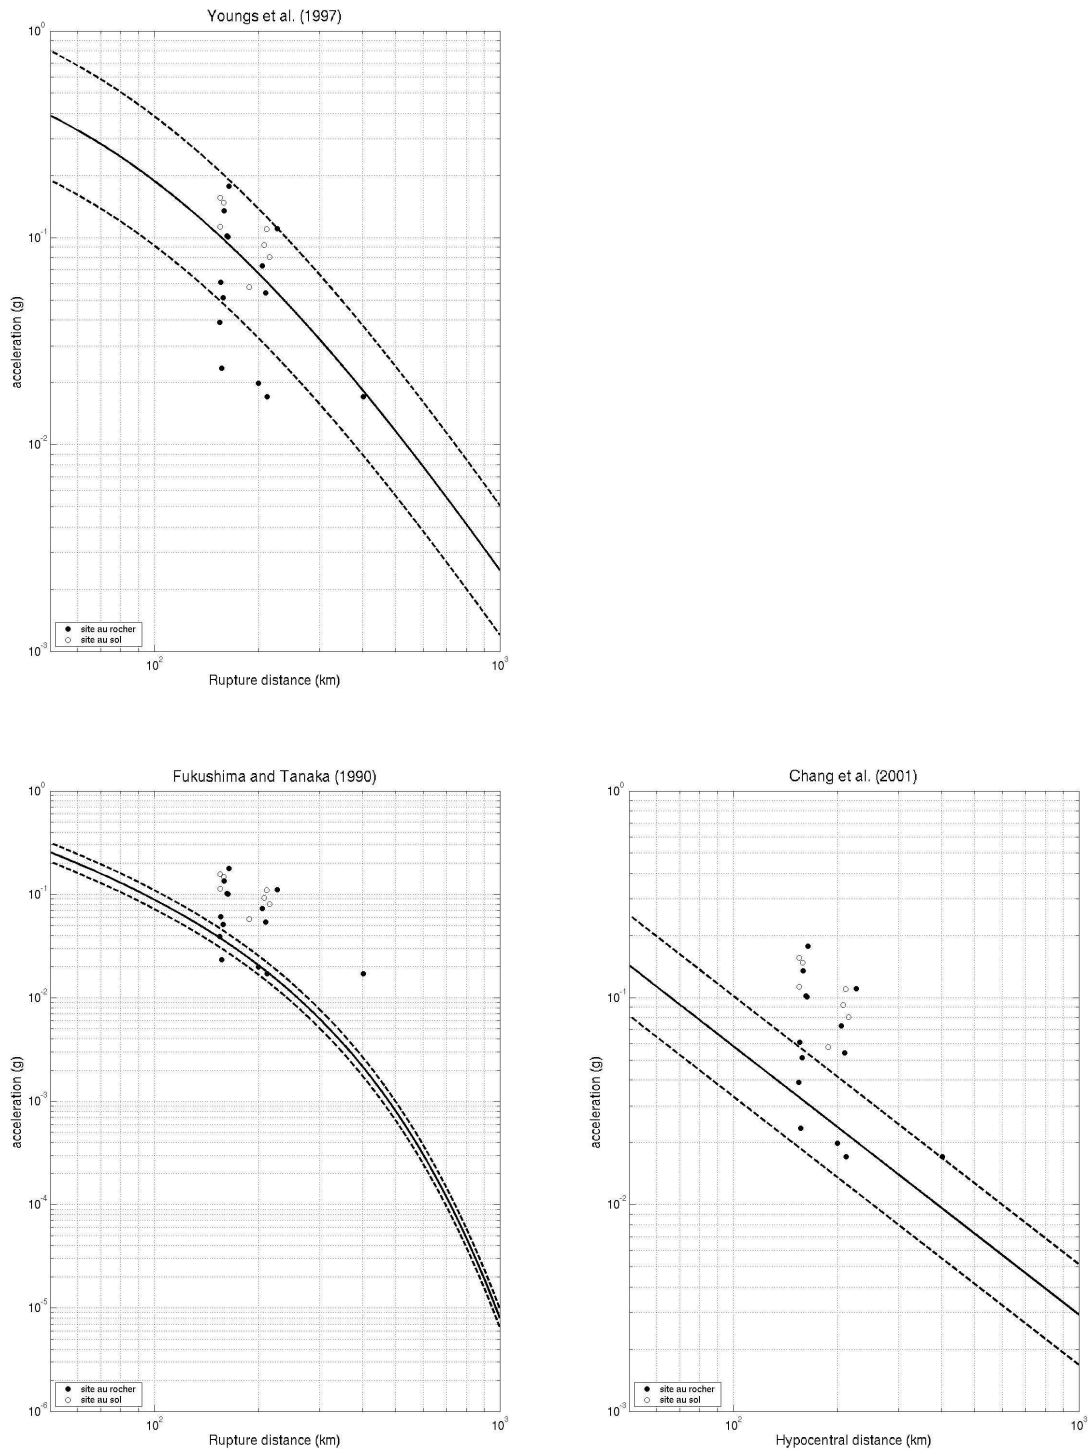 Youngs et al. (1997)
10^0
10^-1
10^-2
10^-3
acceleration (g)
site au rocher
site au sol
10^2
10^3
Rupture distance (km)
Fukushima and Tanaka (1990)
10^0
10^-1
10^-2
10^-3
10^-4
10^-5
10^-6
acceleration (g)
site au rocher
site au sol
10^2
10^3
Rupture distance (km)
Chang et al. (2001)
10^0
10^-1
10^-2
10^-3
acceleration (g)
site au rocher
site au sol
10^2
10^3
Hypocentral distance (km)